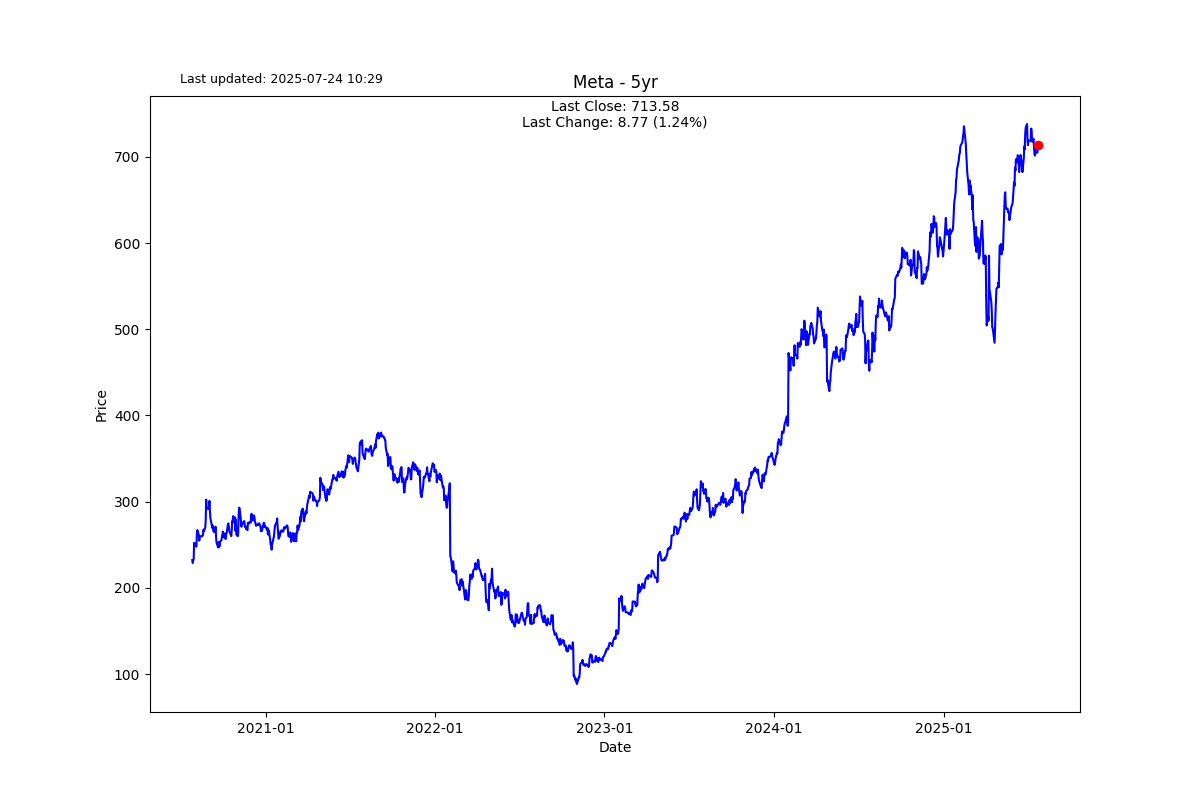 Last updated: 2025-07-24 10:29
Meta - 5yr
Last Close: 713.58
Last Change: 8.77 (1.24%)
700
600
500
400
300
200
100
Price
2021-01
2022-01
2023-01
2024-01
2025-01
Date